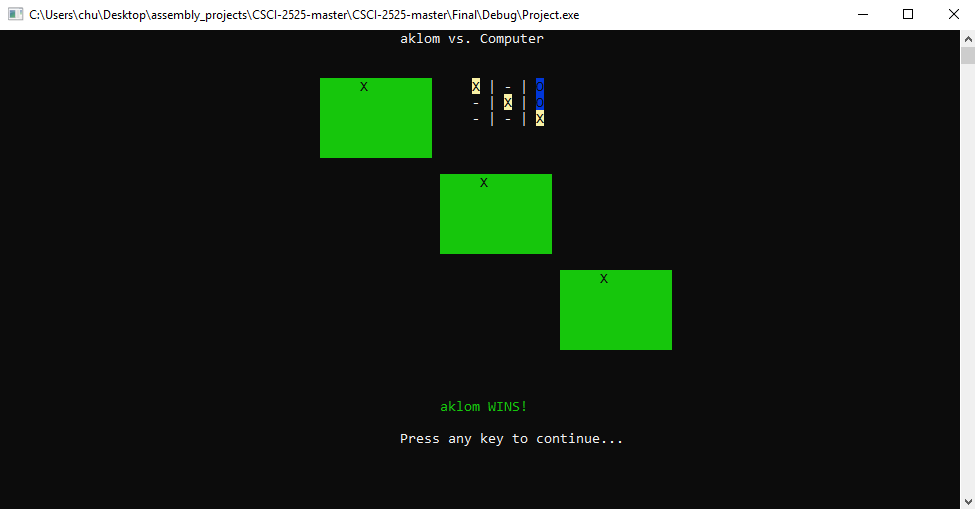 C:\Users\chu\Desktop\assembly_projects\CSCI-2525-master\CSCI-2525-master\Final\Debug\Project.exe
aklom vs. Computer
X X | - | O
- | X | O
- | - | X
X
X
aklom WINS!
Press any key to continue...